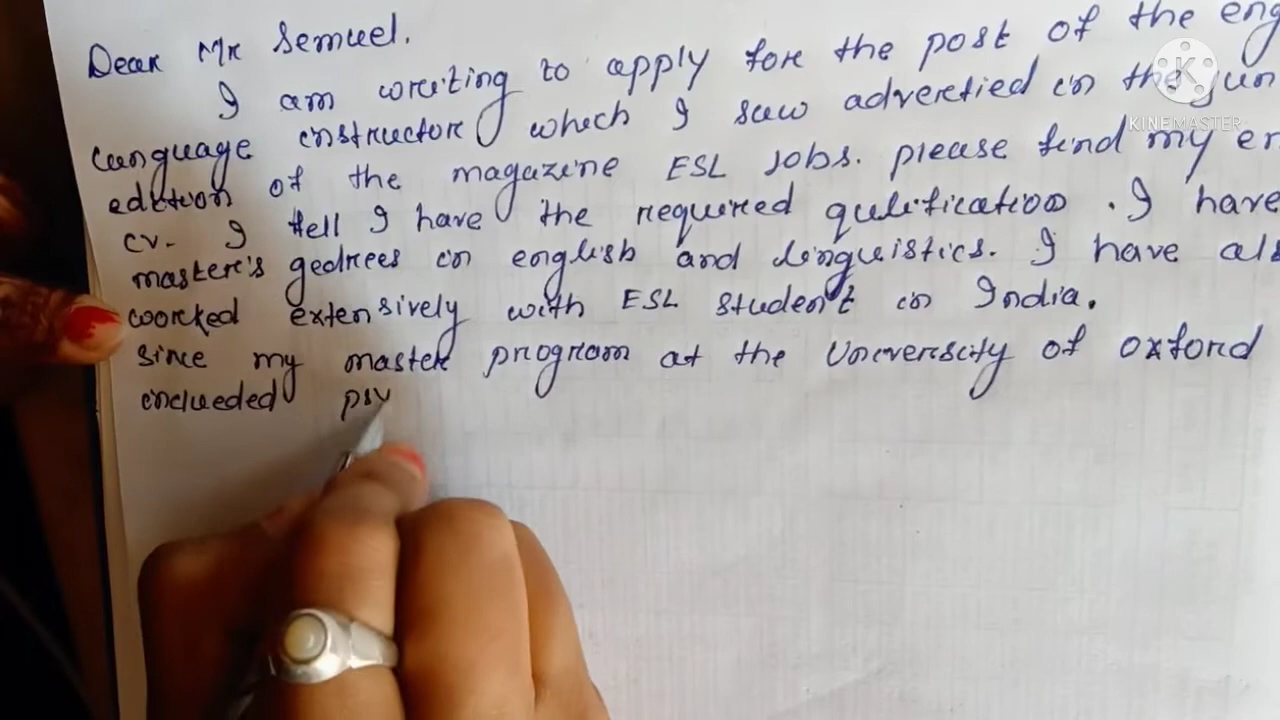 Dear Mr Semuel.
I am writing to apply for the post of the eng
language instructor which I saw advertied in the jun
edition of the magazine ESL Jobs. please find my en
cv. I fell I have the required qulification. I have
master's gedrees in english and linguistics. I have als
worked extensively with ESL student in India.
since my master program at the University of oxford
inclueded psy
KINEMASTER